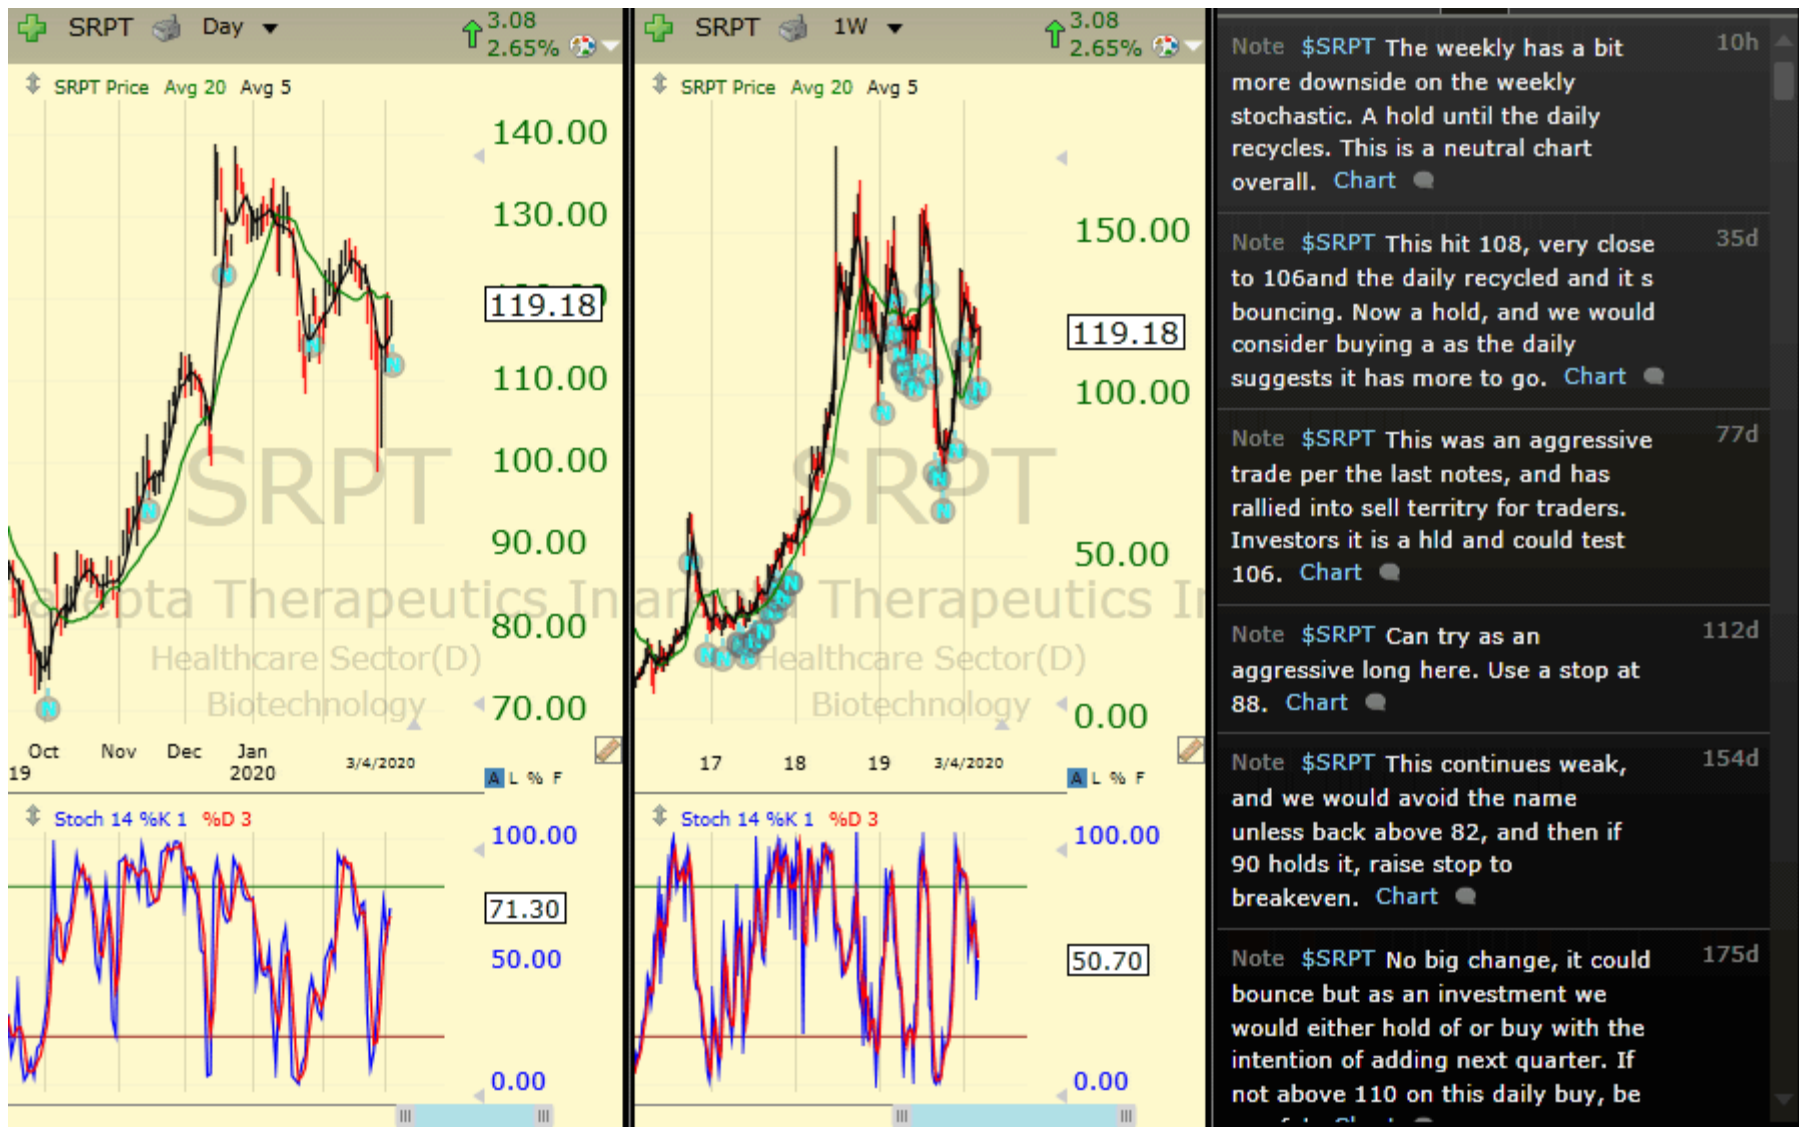 SRPT Day 3.08
2.65%
SRPT Price Avg 20 Avg 5
140.00
130.00
119.18
110.00
100.00
90.00
80.00
70.00
SRPT
Therapeutics In
Healthcare Sector(D)
Biotechnology
Oct Nov Dec Jan
19 2020 3/4/2020
A L % F
Stoch 14 %K 1 %D 3
100.00
71.30
50.00
0.00
SRPT 1W 3.08
2.65%
SRPT Price Avg 20 Avg 5
150.00
119.18
100.00
50.00
0.00
SRPT
Therapeutics In
Healthcare Sector(D)
Biotechnology
17 18 19 3/4/2020
A L % F
Stoch 14 %K 1 %D 3
100.00
50.70
0.00
Note $SRPT The weekly has a bit 10h
more downside on the weekly
stochastic. A hold until the daily
recycles. This is a neutral chart
overall. Chart
Note $SRPT This hit 108, very close 35d
to 106and the daily recycled and it s
bouncing. Now a hold, and we would
consider buying a as the daily
suggests it has more to go. Chart
Note $SRPT This was an aggressive 77d
trade per the last notes, and has
rallied into sell territry for traders.
Investors it is a hld and could test
106. Chart
Note $SRPT Can try as an 112d
aggressive long here. Use a stop at
88. Chart
Note $SRPT This continues weak, 154d
and we would avoid the name
unless back above 82, and then if
90 holds it, raise stop to
breakeven. Chart
Note $SRPT No big change, it could 175d
bounce but as an investment we
would either hold of or buy with the
intention of adding next quarter. If
not above 110 on this daily buy, be